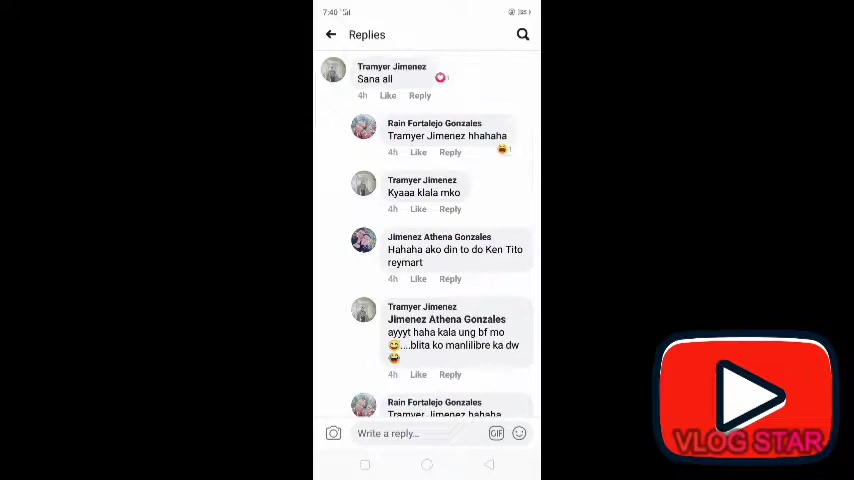 7:40
Replies
Tramyer Jimenez
Sana all
1
4h Like Reply
Rain Fortalejo Gonzales
Tramyer Jimenez hhahaha
1
4h Like Reply
Tramyer Jimenez
Kyaaa klala mko
4h Like Reply
Jimenez Athena Gonzales
Hahaha ako din to do Ken Tito
reymart
4h Like Reply
Tramyer Jimenez
Jimenez Athena Gonzales
ayyyt haha kala ung bf mo
😄....blita ko manlilibre ka dw
😂
4h Like Reply
Rain Fortalejo Gonzales
Tramyer Jimenez hahaha
Write a reply...
GIF
VLOG STAR